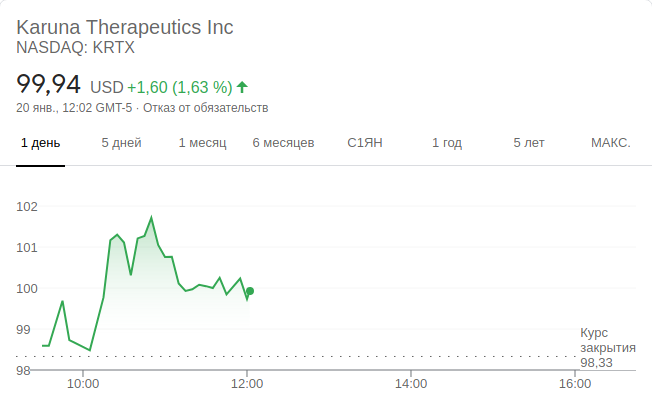 Karuna Therapeutics Inc
NASDAQ: KRTX
99,94 USD +1,60 (1,63 %)
20 янв., 12:02 GMT-5 · Отказ от обязательств
1 день 5 дней 1 месяц 6 месяцев С1ЯН 1 год 5 лет МАКС.
102
101
100
99
Курс
закрытия
98,33
98
10:00 12:00 14:00 16:00